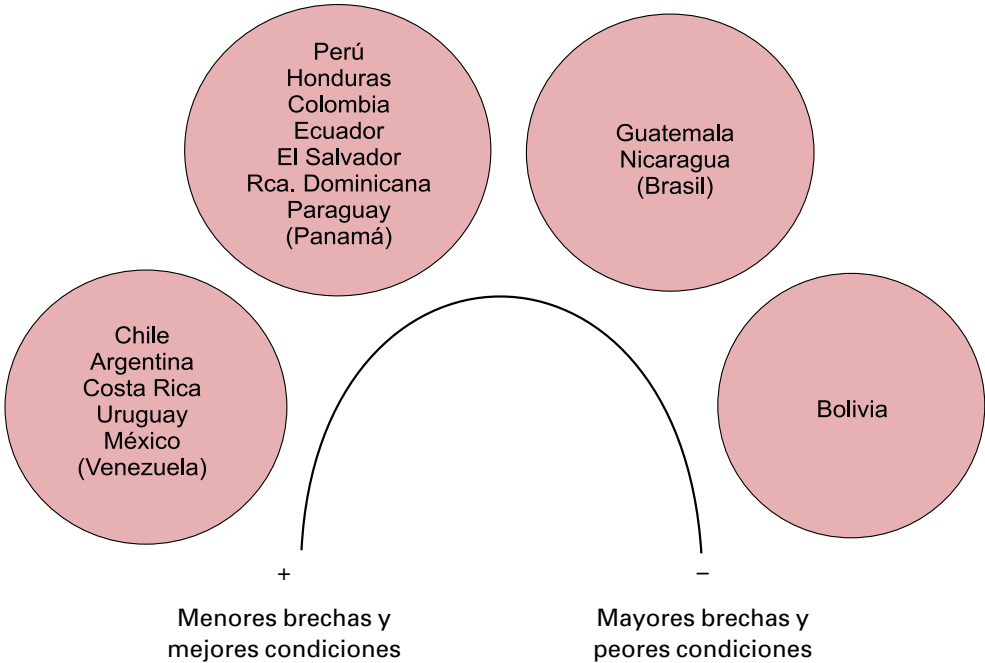 Perú
Honduras
Colombia
Ecuador
El Salvador
Rca. Dominicana
Paraguay
(Panamá)
Guatemala
Nicaragua
(Brasil)
Chile
Argentina
Costa Rica
Uruguay
México
(Venezuela)
Bolivia
+
Menores brechas y
mejores condiciones
–
Mayores brechas y
peores condiciones